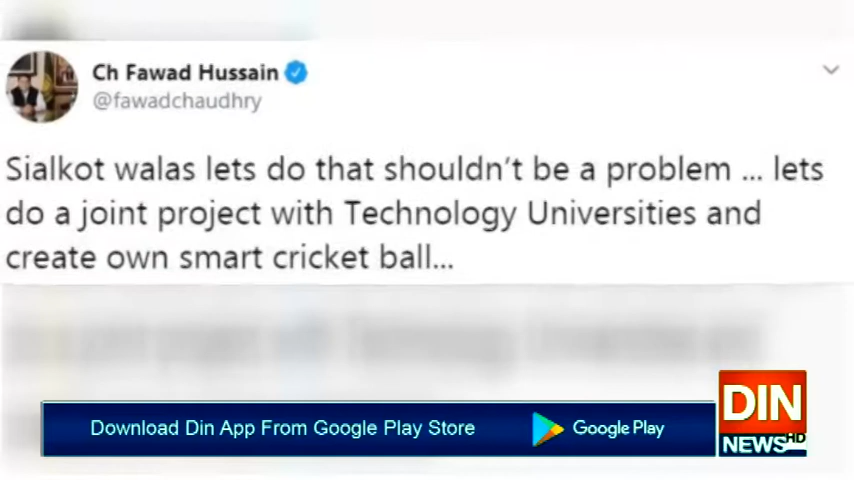 Ch Fawad Hussain
@fawadchaudhry
Sialkot walas lets do that shouldn't be a problem ... lets
do a joint project with Technology Universities and
create own smart cricket ball...
Download Din App From Google Play Store
Google Play
DIN
NEWS HD